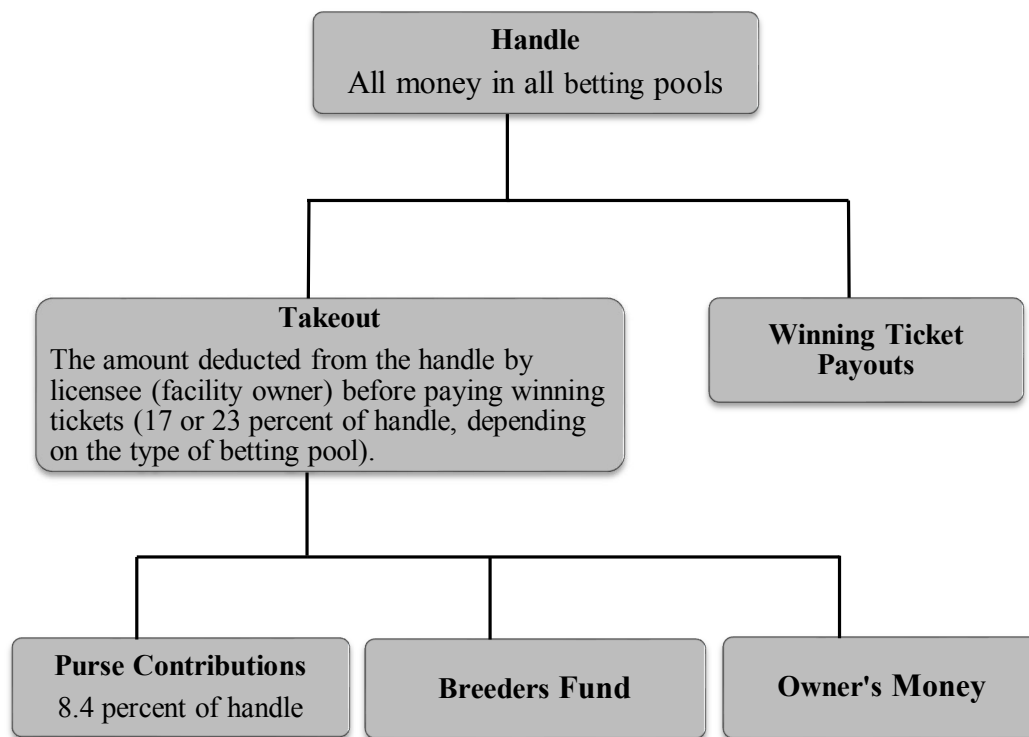 Handle
All money in all betting pools
Takeout
The amount deducted from the handle by
licensee (facility owner) before paying winning
tickets (17 or 23 percent of handle, depending
on the type of betting pool).
Winning Ticket
Payouts
Purse Contributions
8.4 percent of handle
Breeders Fund
Owner's Money